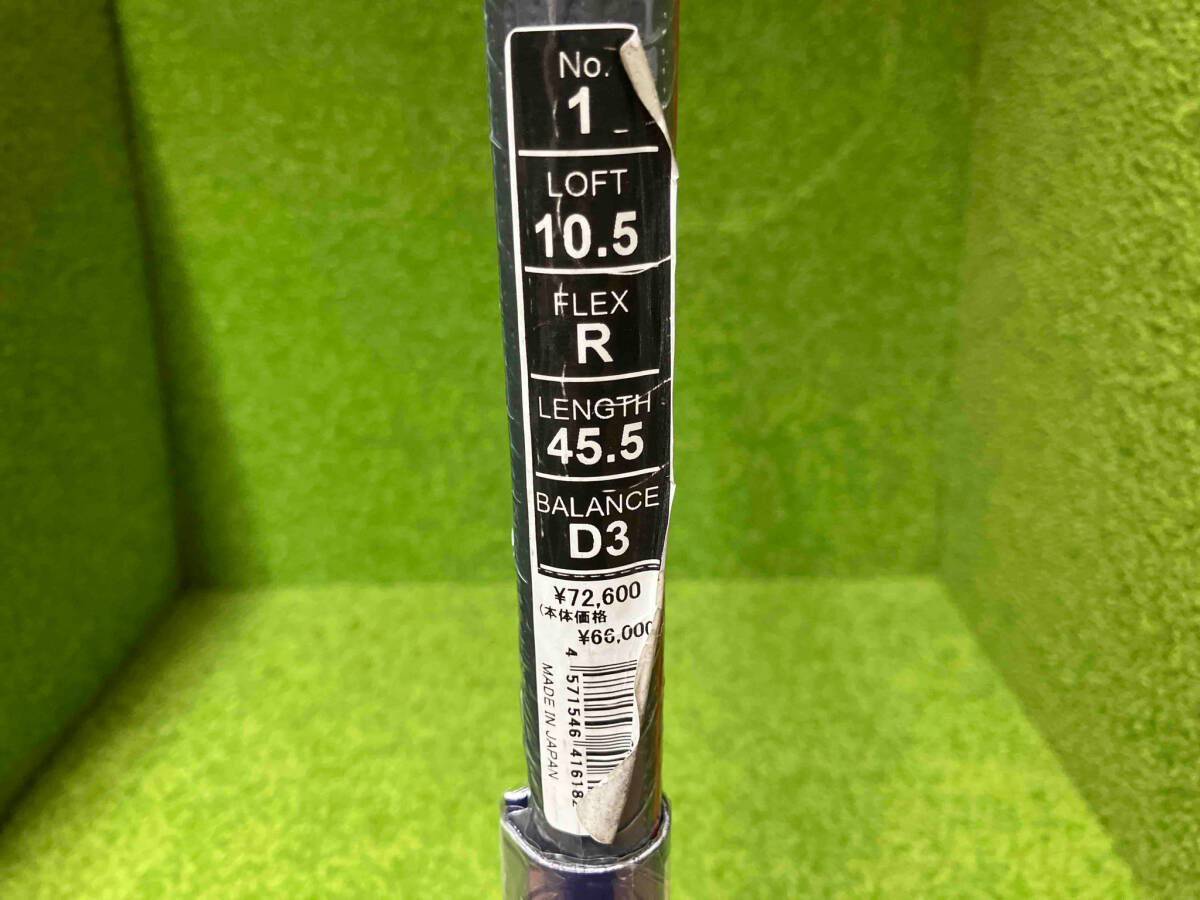 No.
1
LOFT
10.5
FLEX
R
LENGTH
45.5
BALANCE
D3
¥72,600
(本体価格
¥66,000
4 571546 41618
MADE IN JAPAN